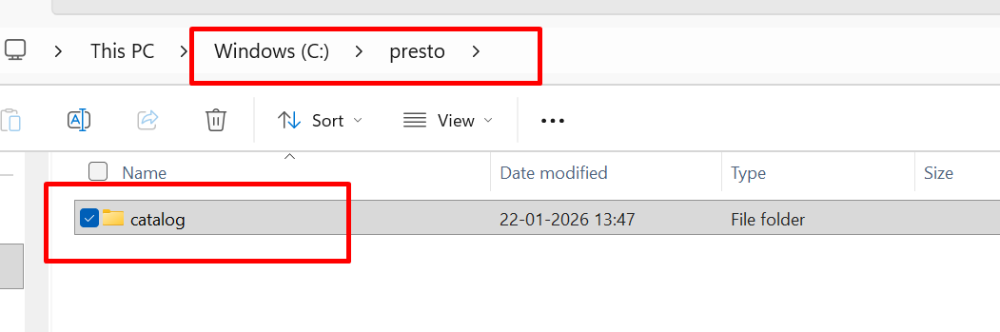 This PC > Windows (C:) > presto >
Sort View
Name Date modified Type Size
catalog 22-01-2026 13:47 File folder